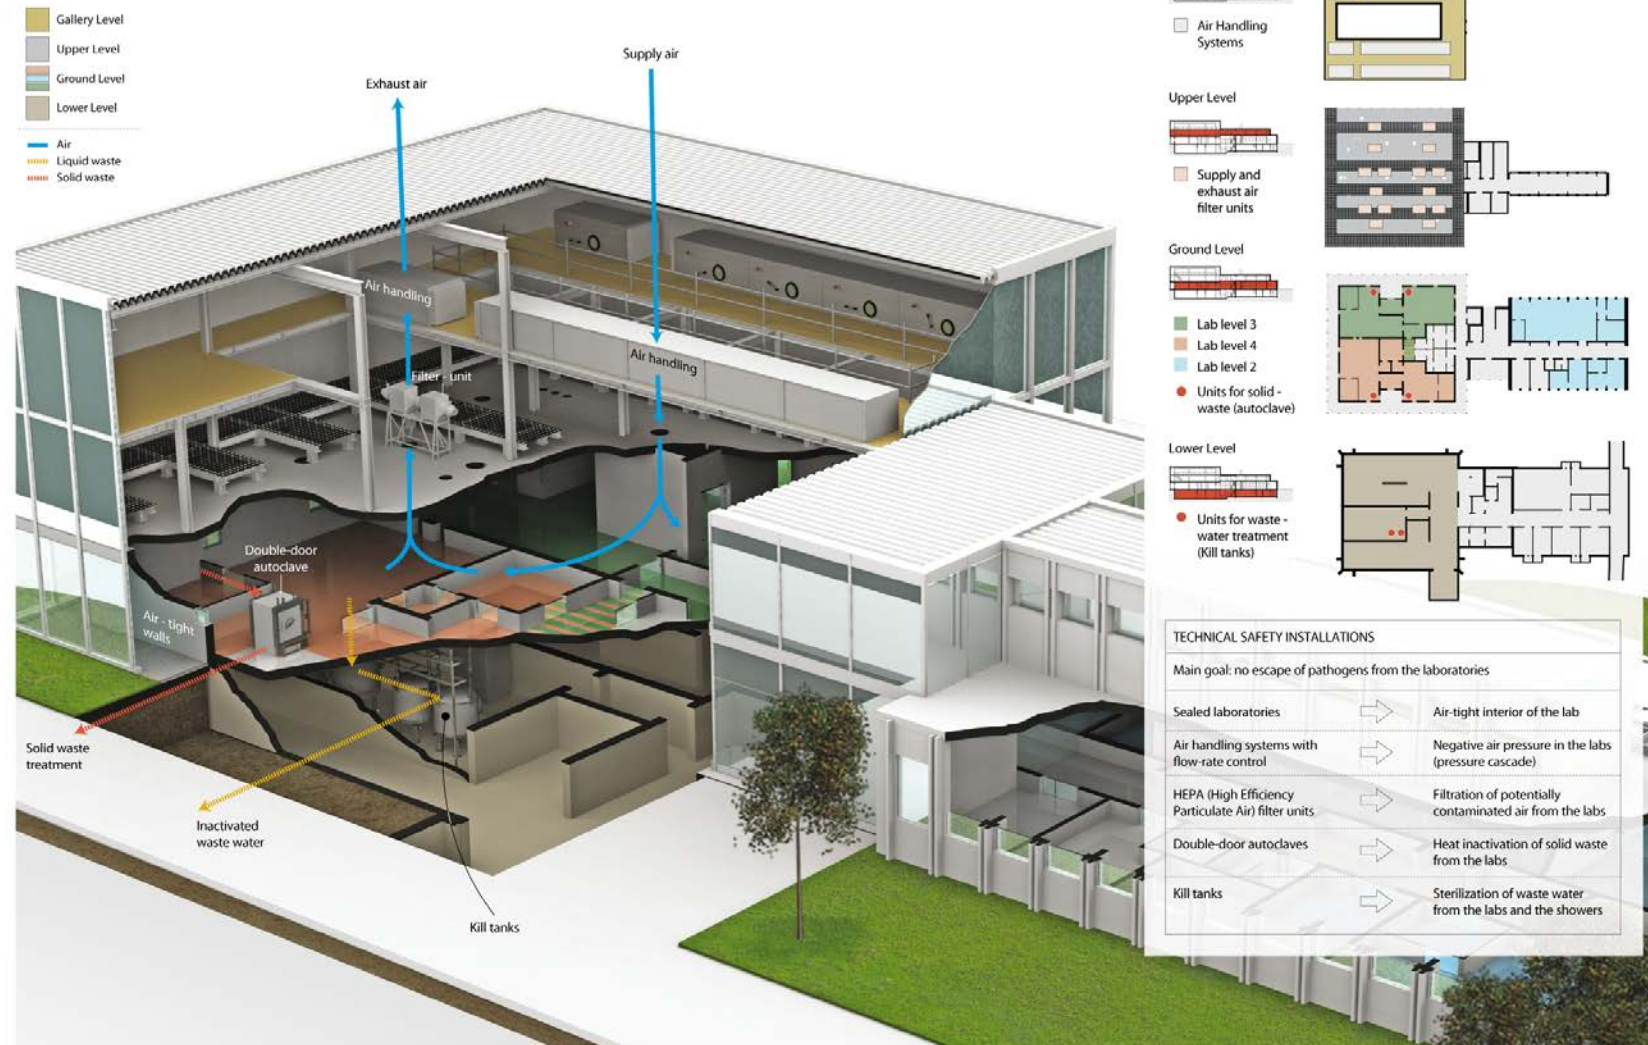 Gallery Level
Upper Level
Ground Level
Lower Level
Air
Liquid waste
Solid waste
Exhaust air
Supply air
Air handling
Filter - unit
Air handling
Double-door
autoclave
Air - tight
walls
Solid waste
treatment
Inactivated
waste water
Kill tanks
Air Handling
Systems
Upper Level
Supply and
exhaust air
filter units
Ground Level
Lab level 3
Lab level 4
Lab level 2
Units for solid -
waste (autoclave)
Lower Level
Units for waste -
water treatment
(Kill tanks)
TECHNICAL SAFETY INSTALLATIONS
Main goal: no escape of pathogens from the laboratories
Sealed laboratories
Air-tight interior of the lab
Air handling systems with
flow-rate control
Negative air pressure in the labs
(pressure cascade)
HEPA (High Efficiency
Particulate Air) filter units
Filtration of potentially
contaminated air from the labs
Double-door autoclaves
Heat inactivation of solid waste
from the labs
Kill tanks
Sterilization of waste water
from the labs and the showers